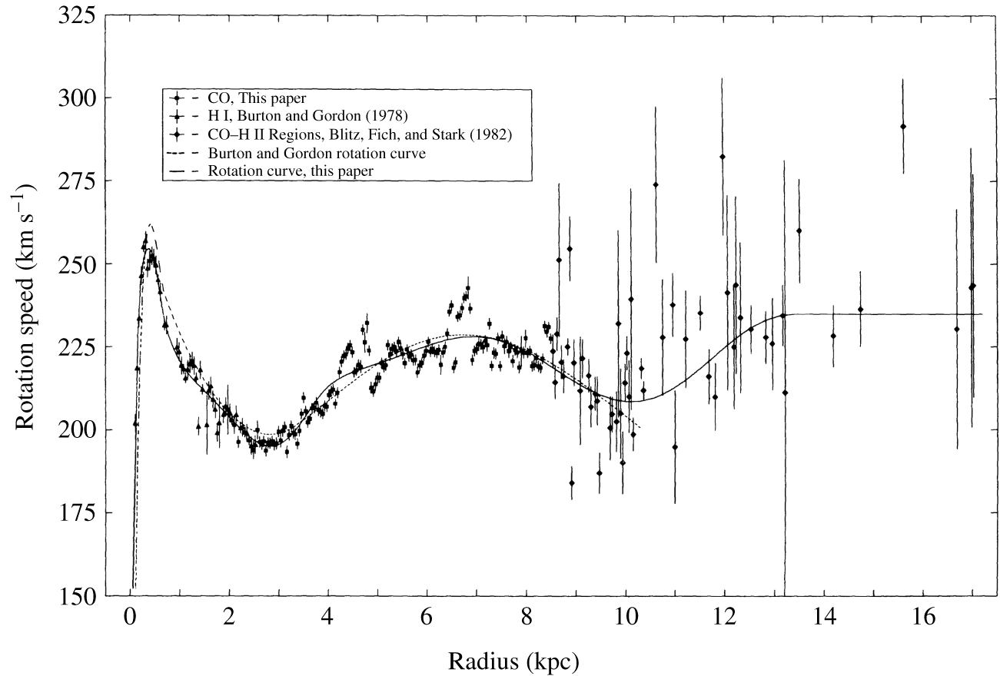 325
300
275
250
225
200
175
150
Rotation speed (km s⁻¹)
CO, This paper
H I, Burton and Gordon (1978)
CO–H II Regions, Blitz, Fich, and Stark (1982)
Burton and Gordon rotation curve
Rotation curve, this paper
0 2 4 6 8 10 12 14 16
Radius (kpc)